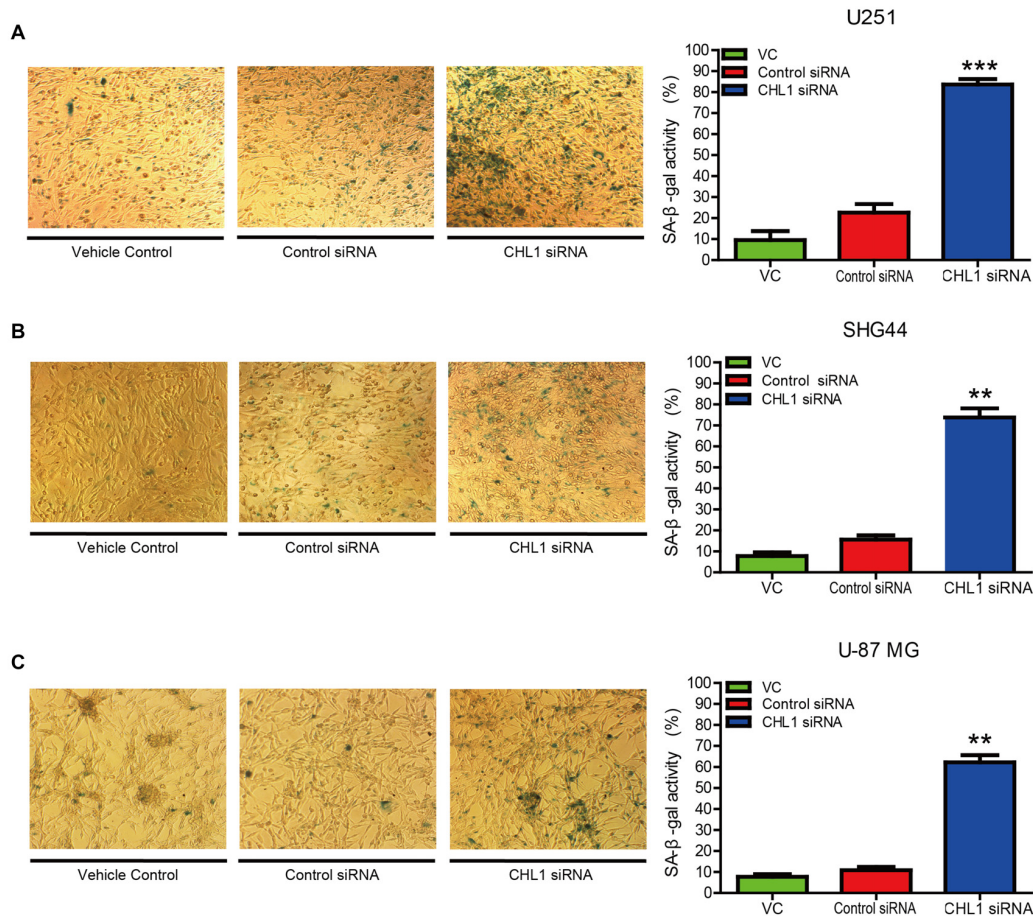 A
Vehicle Control
Control siRNA
CHL1 siRNA
U251
VC
Control siRNA
CHL1 siRNA
***
SA-β -gal activity (%)
100
90
80
70
60
50
40
30
20
10
0
VC
Control siRNA
CHL1 siRNA
B
Vehicle Control
Control siRNA
CHL1 siRNA
SHG44
VC
Control siRNA
CHL1 siRNA
**
SA-β -gal activity (%)
100
90
80
70
60
50
40
30
20
10
0
VC
Control siRNA
CHL1 siRNA
C
Vehicle Control
Control siRNA
CHL1 siRNA
U-87 MG
VC
Control siRNA
CHL1 siRNA
**
SA-β -gal activity (%)
100
90
80
70
60
50
40
30
20
10
0
VC
Control siRNA
CHL1 siRNA